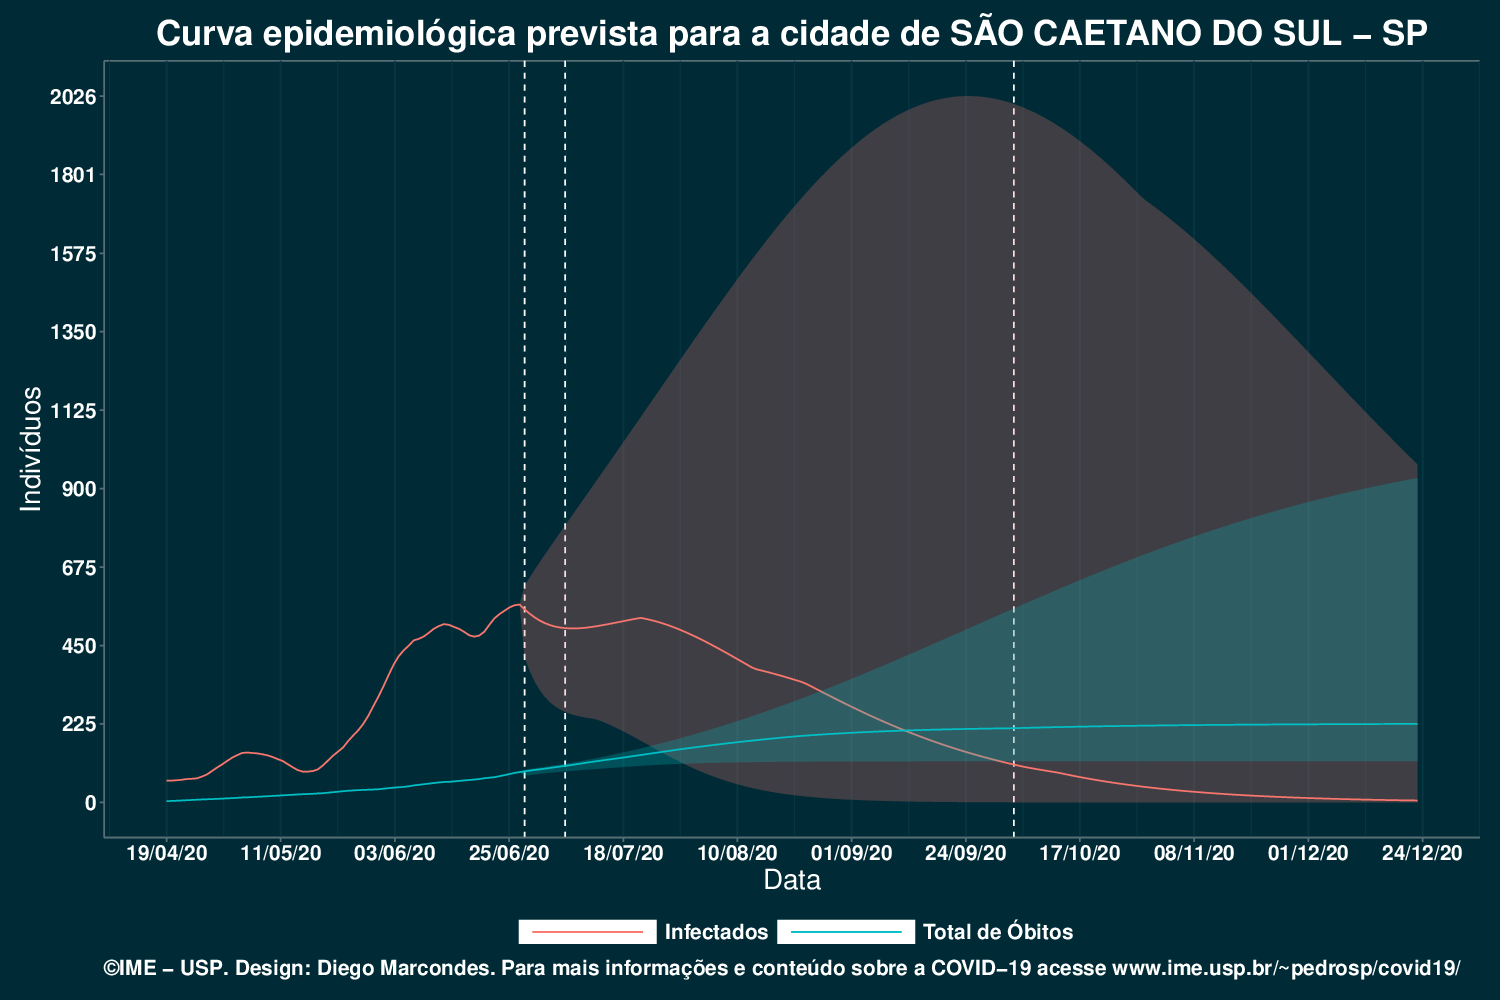 Curva epidemiológica prevista para a cidade de SÃO CAETANO DO SUL – SP
Indivíduos
2026
1801
1575
1350
1125
900
675
450
225
0
19/04/20 11/05/20 03/06/20 25/06/20 18/07/20 10/08/20 01/09/20 24/09/20 17/10/20 08/11/20 01/12/20 24/12/20
Data
Infectados Total de Óbitos
©IME – USP. Design: Diego Marcondes. Para mais informações e conteúdo sobre a COVID–19 acesse www.ime.usp.br/~pedrosp/covid19/